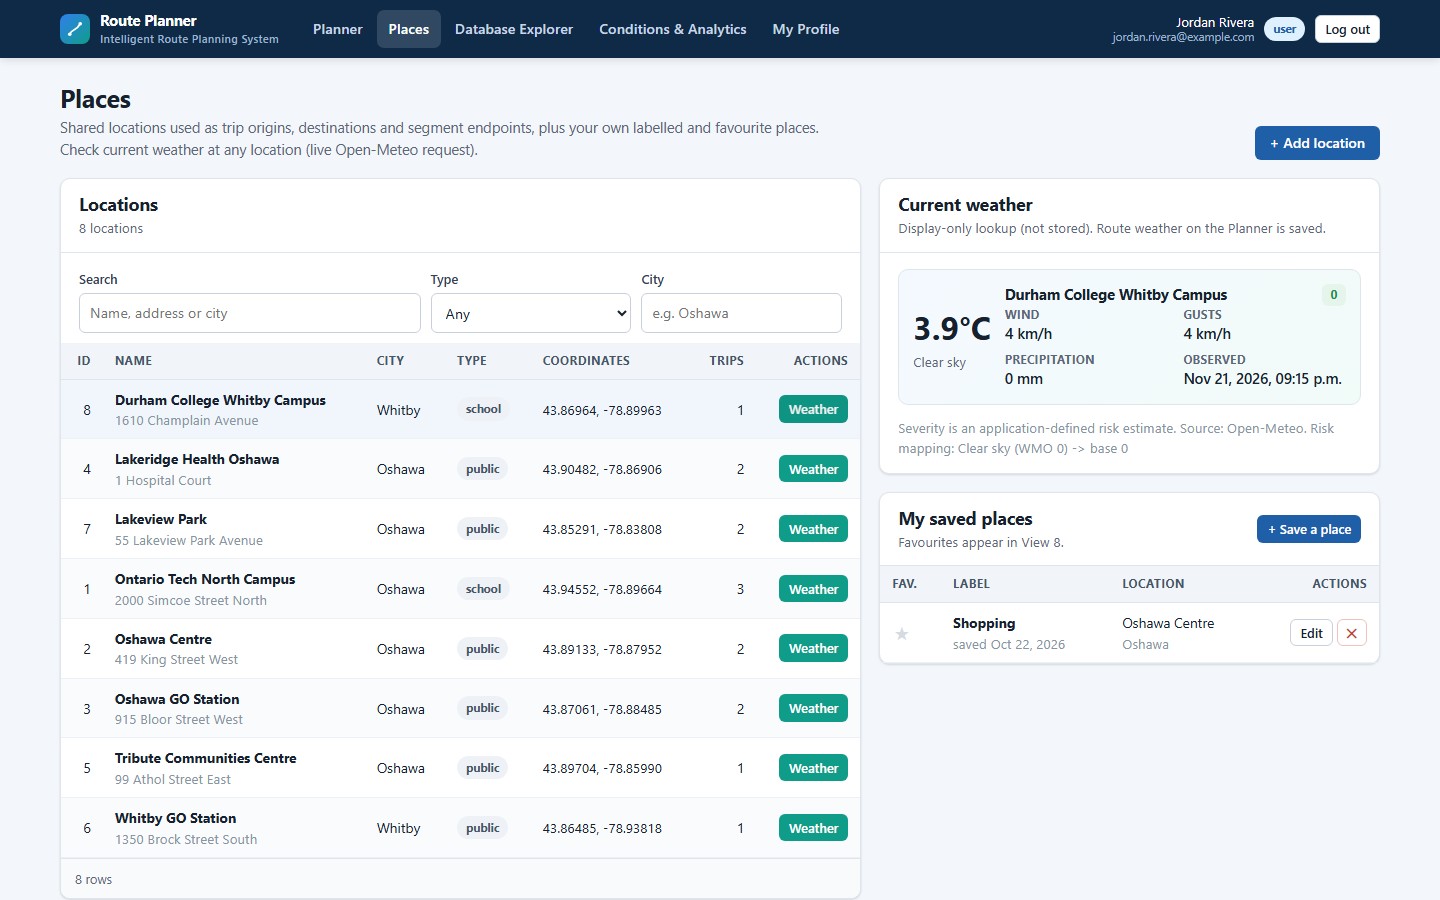 Route Planner
Intelligent Route Planning System
Planner
Places
Database Explorer
Conditions & Analytics
My Profile
Jordan Rivera
jordan.rivera@example.com
user
Log out
Places
Shared locations used as trip origins, destinations and segment endpoints, plus your own labelled and favourite places.
Check current weather at any location (live Open-Meteo request).
+ Add location
Locations
8 locations
Search
Type
City
Name, address or city
Any
e.g. Oshawa
ID NAME CITY TYPE COORDINATES TRIPS ACTIONS
8 Durham College Whitby Campus Whitby school 43.86964, -78.89963 1 Weather
1610 Champlain Avenue
4 Lakeridge Health Oshawa Oshawa public 43.90482, -78.86906 2 Weather
1 Hospital Court
7 Lakeview Park Oshawa public 43.85291, -78.83808 2 Weather
55 Lakeview Park Avenue
1 Ontario Tech North Campus Oshawa school 43.94552, -78.89664 3 Weather
2000 Simcoe Street North
2 Oshawa Centre Oshawa public 43.89133, -78.87952 2 Weather
419 King Street West
3 Oshawa GO Station Oshawa public 43.87061, -78.88485 2 Weather
915 Bloor Street West
5 Tribute Communities Centre Oshawa public 43.89704, -78.85990 1 Weather
99 Athol Street East
6 Whitby GO Station Whitby public 43.86485, -78.93818 1 Weather
1350 Brock Street South
8 rows
Current weather
Display-only lookup (not stored). Route weather on the Planner is saved.
3.9°C
Clear sky
Durham College Whitby Campus
0
WIND GUSTS
4 km/h 4 km/h
PRECIPITATION OBSERVED
0 mm Nov 21, 2026, 09:15 p.m.
Severity is an application-defined risk estimate. Source: Open-Meteo. Risk
mapping: Clear sky (WMO 0) -> base 0
My saved places
Favourites appear in View 8.
+ Save a place
FAV. LABEL LOCATION ACTIONS
★ Shopping Oshawa Centre Edit ✕
saved Oct 22, 2026 Oshawa